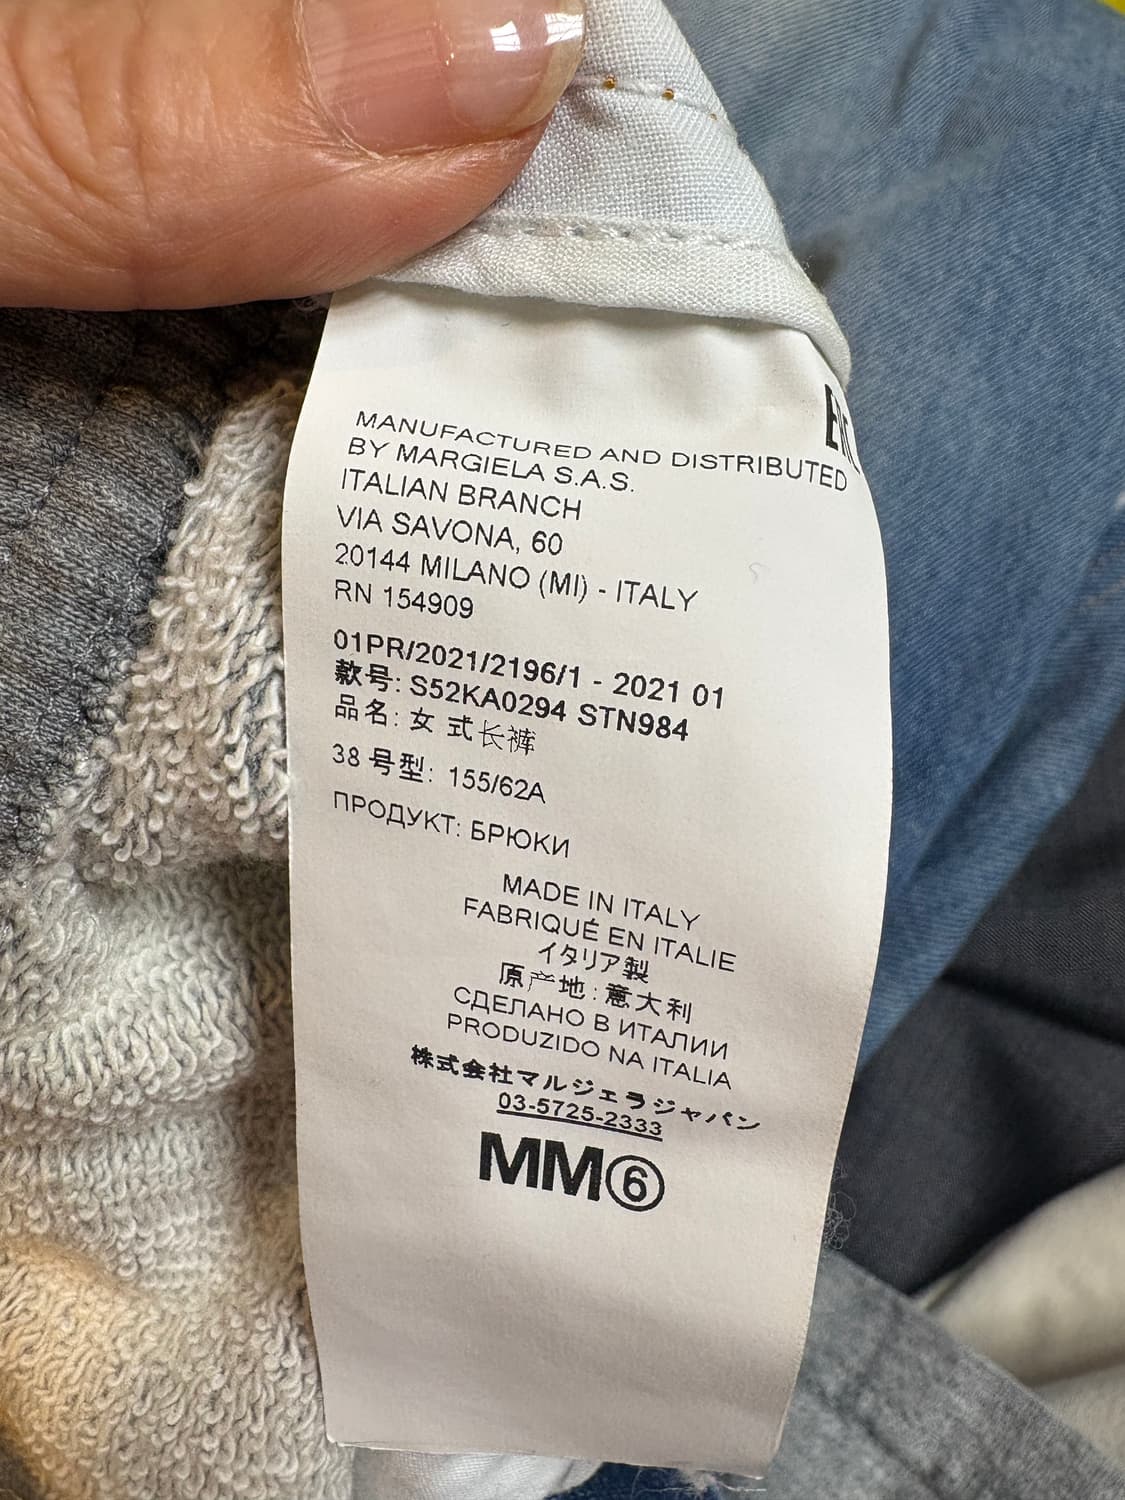 MANUFACTURED AND DISTRIBUTED
BY MARGIELA S.A.S.
ITALIAN BRANCH
VIA SAVONA, 60
20144 MILANO (MI) - ITALY
RN 154909
01PR/2021/2196/1 - 2021 01
款号: S52KA0294 STN984
品名: 女 式长裤
38 号型: 155/62A
ПРОДУКТ: БРЮКИ
MADE IN ITALY
FABRIQUÉ EN ITALIE
イタリア製
原产地:意大利
СДЕЛАНО В ИТАЛИИ
PRODUZIDO NA ITALIA
株式会社マルジェラジャパン
03-5725-2333
MM⑥